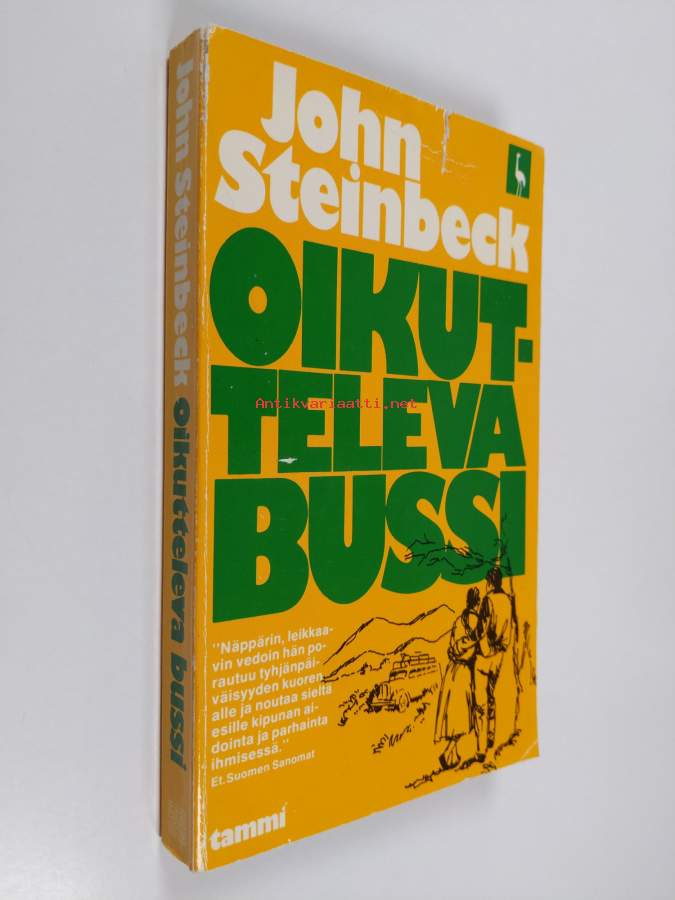 John
Steinbeck
OIKUT-
TELEVA
BUSSI
"Näppärin, leikkaa-
vin vedoin hän po-
rautuu tyhjänpäi-
väisyyden kuoren
alle ja noutaa sieltä
esille kipunan ai-
dointa ja parhainta
ihmisessä."
Et. Suomen Sanomat
tammi
John Steinbeck Oikutteleva bussi
Antikvariaatti.net